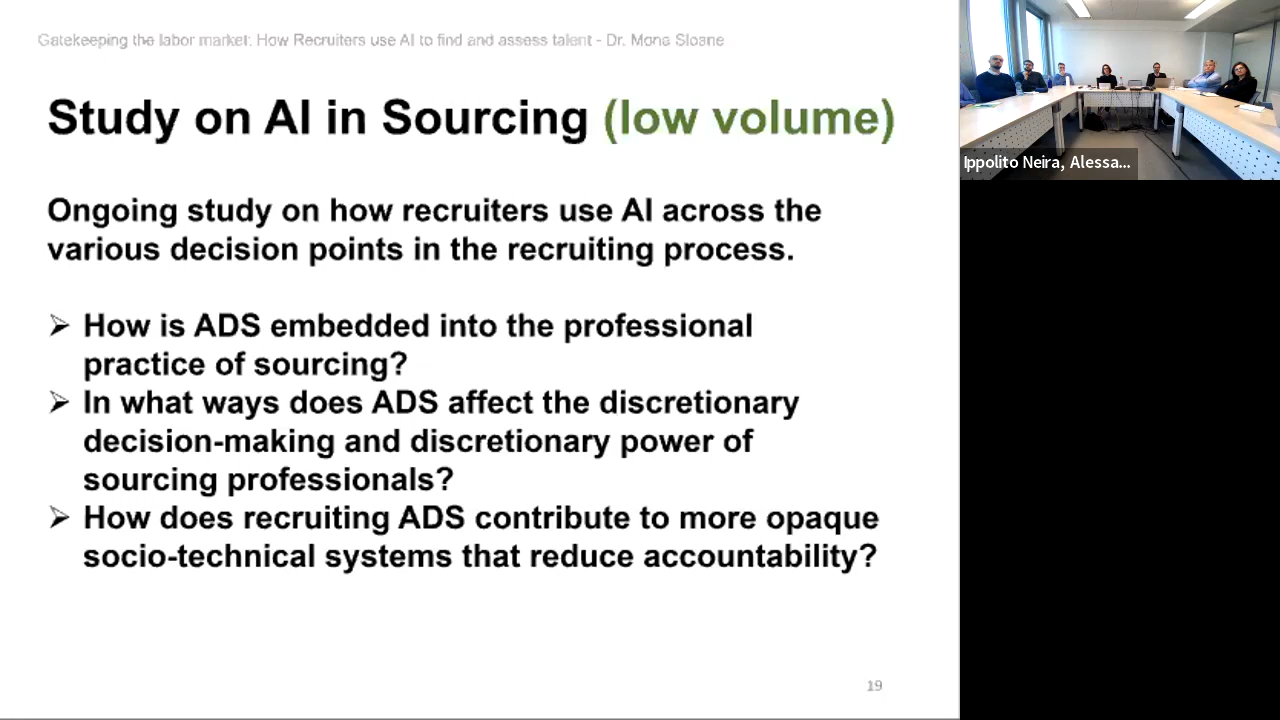 Gatekeeping the labor market: How Recruiters use AI to find and assess talent - Dr. Mona Sloane
Study on AI in Sourcing (low volume)
Ongoing study on how recruiters use AI across the
various decision points in the recruiting process.
➢ How is ADS embedded into the professional
practice of sourcing?
➢ In what ways does ADS affect the discretionary
decision-making and discretionary power of
sourcing professionals?
➢ How does recruiting ADS contribute to more opaque
socio-technical systems that reduce accountability?
19
Ippolito Neira, Alessa...